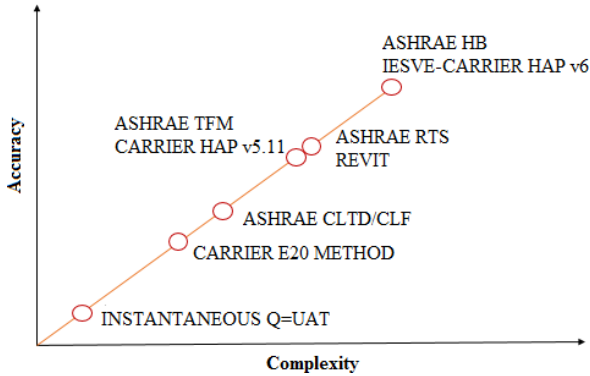 ASHRAE HB
IESVE-CARRIER HAP v6
ASHRAE TFM
CARRIER HAP v5.11
ASHRAE RTS
REVIT
ASHRAE CLTD/CLF
CARRIER E20 METHOD
INSTANTANEOUS Q=UAT
Accuracy
Complexity